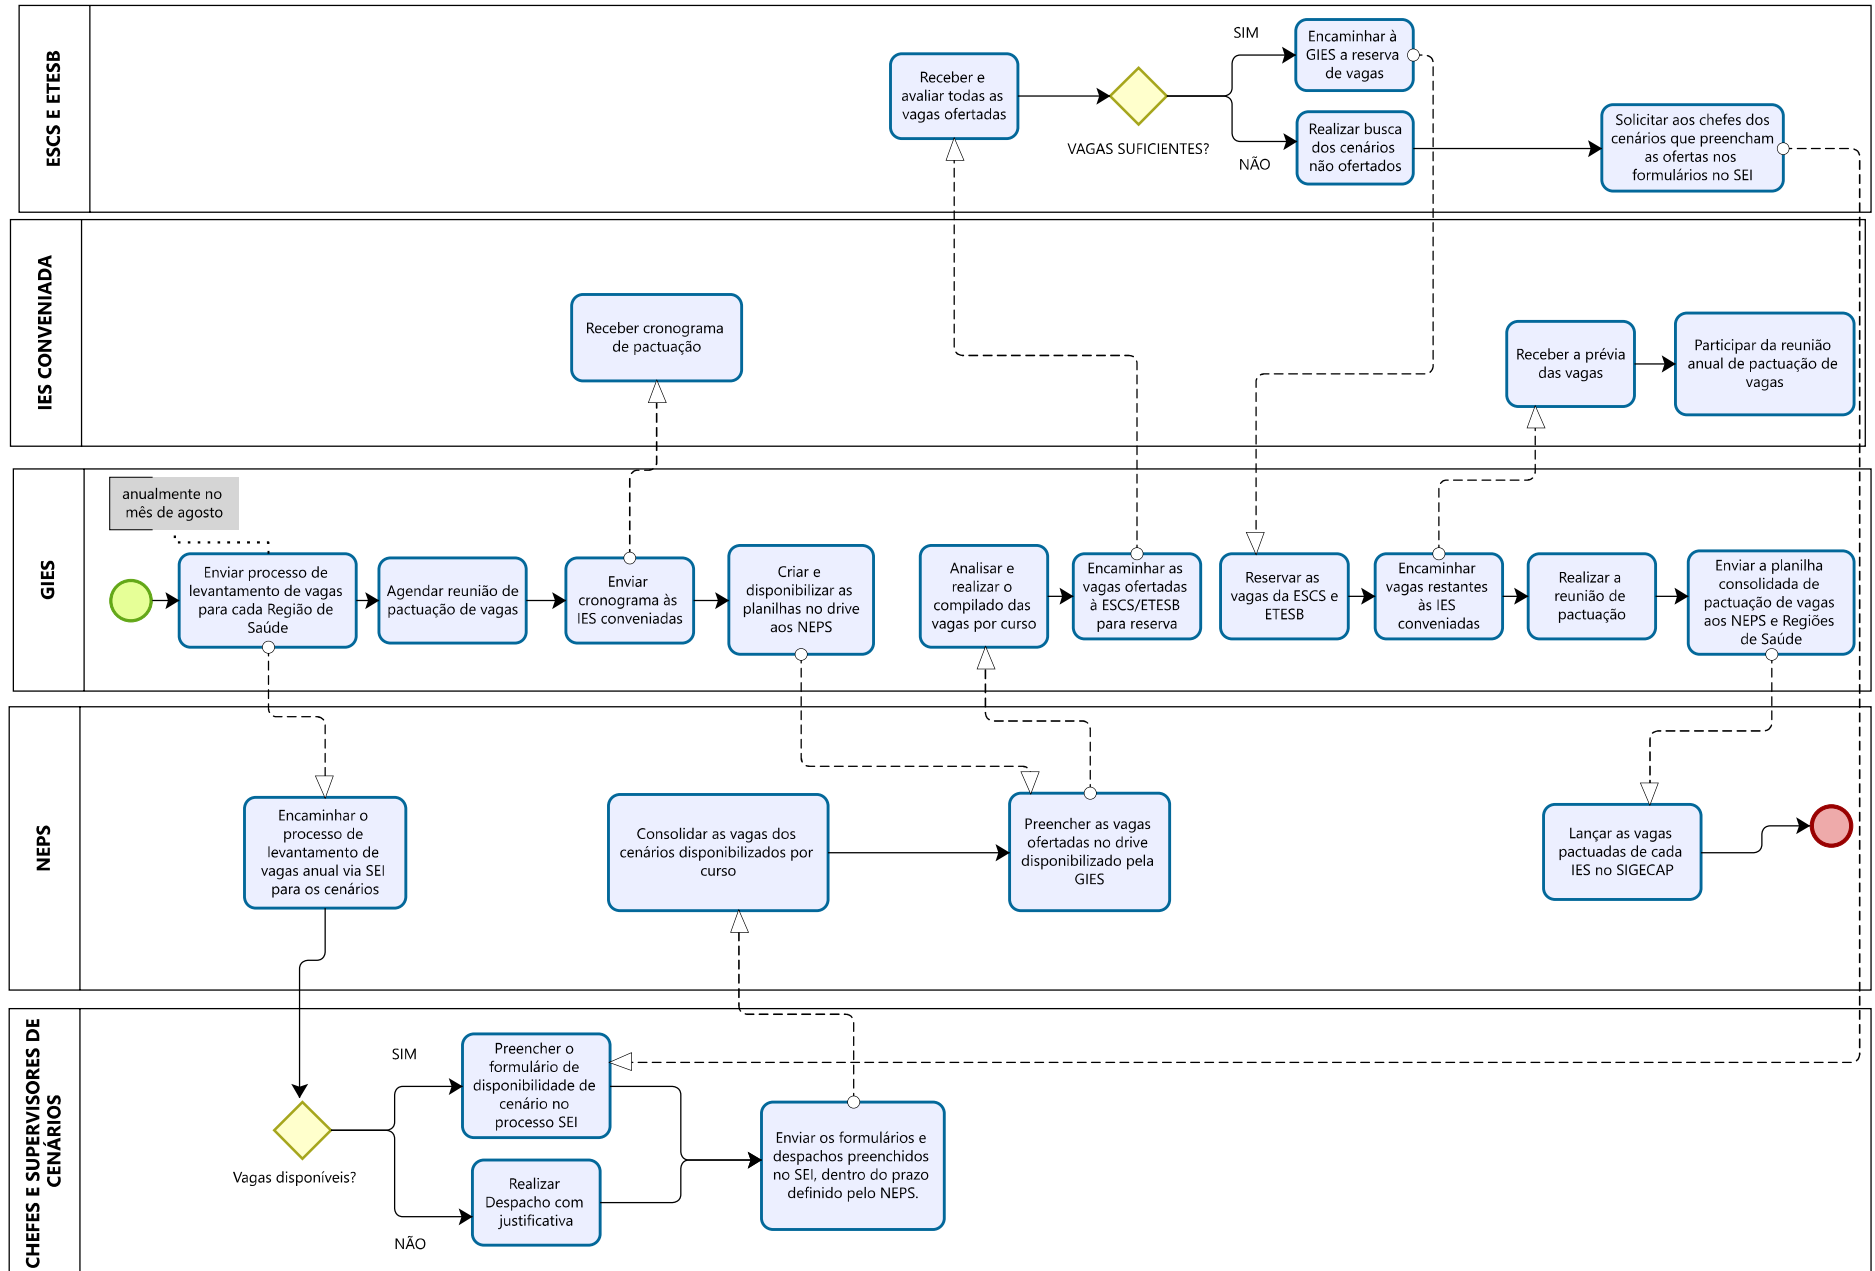 ESCS E ETESB
Receber e
avaliar todas as
vagas ofertadas
VAGAS SUFICIENTES?
SIM
NÃO
Encaminhar à
GIES a reserva
de vagas
Realizar busca
dos cenários
não ofertados
Solicitar aos chefes dos
cenários que preencham
as ofertas nos
formulários no SEI
IES CONVENIADA
Receber cronograma
de pactuação
Receber a prévia
das vagas
Participar da reunião
anual de pactuação de
vagas
GIES
anualmente no
mês de agosto
Enviar processo de
levantamento de vagas
para cada Região de
Saúde
Agendar reunião de
pactuação de vagas
Enviar
cronograma às
IES conveniadas
Criar e
disponibilizar as
planilhas no drive
aos NEPS
Analisar e
realizar o
compilado das
vagas por curso
Encaminhar as
vagas ofertadas
à ESCS/ETESB
para reserva
Reservar as
vagas da ESCS e
ETESB
Encaminhar
vagas restantes
às IES
conveniadas
Realizar a
reunião de
pactuação
Enviar a planilha
consolidada de
pactuação de vagas
aos NEPS e Regiões
de Saúde
NEPS
Encaminhar o
processo de
levantamento de
vagas anual via SEI
para os cenários
Consolidar as vagas dos
cenários disponibilizados por
curso
Preencher as vagas
ofertadas no drive
disponibilizado pela
GIES
Lançar as vagas
pactuadas de cada
IES no SIGECAP
CHEFES E SUPERVISORES DE
CENÁRIOS
Vagas disponíveis?
SIM
NÃO
Preencher o
formulário de
disponibilidade de
cenário no
processo SEI
Realizar
Despacho com
justificativa
Enviar os formulários e
despachos preenchidos
no SEI, dentro do prazo
definido pelo NEPS.